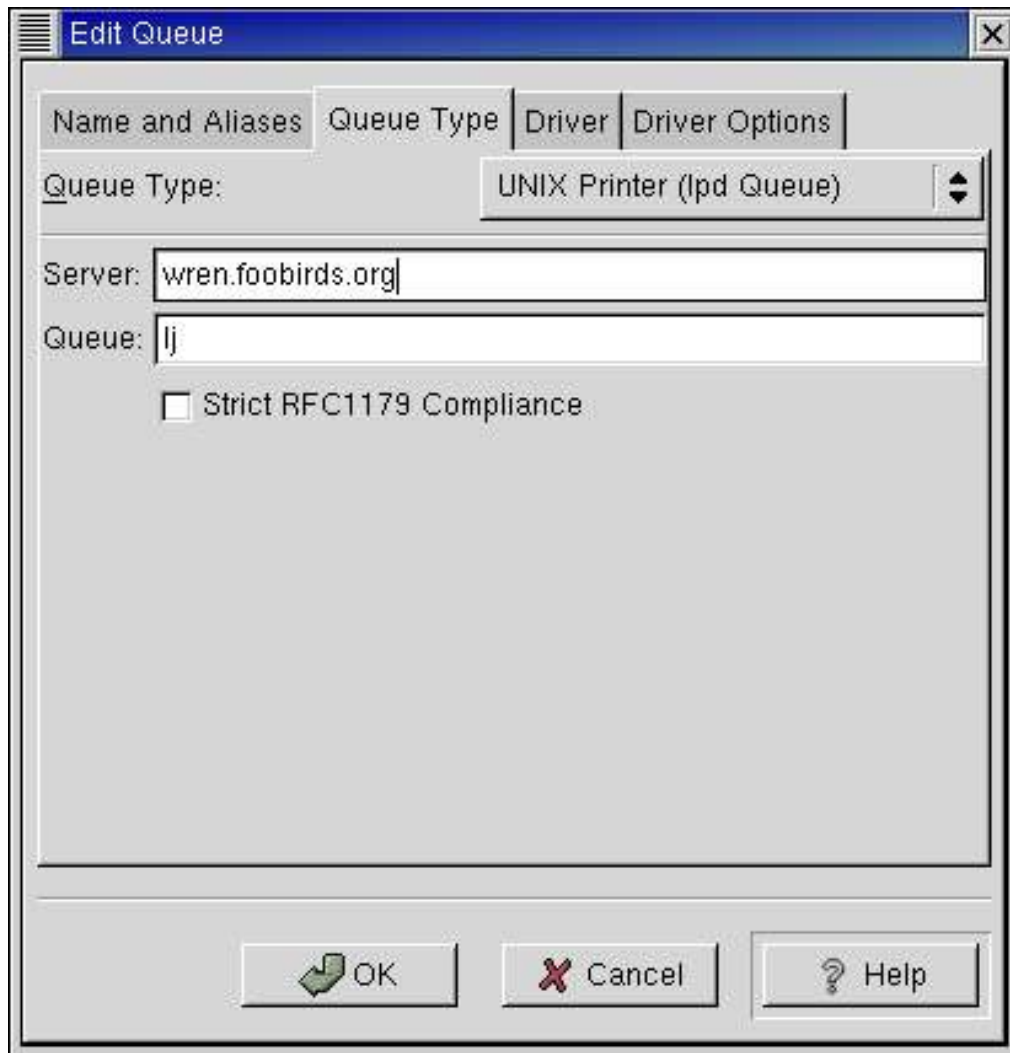 Edit Queue
Name and Aliases Queue Type Driver Driver Options
Queue Type: UNIX Printer (lpd Queue)
Server: wren.foobirds.org
Queue: lj
Strict RFC1179 Compliance
OK Cancel Help